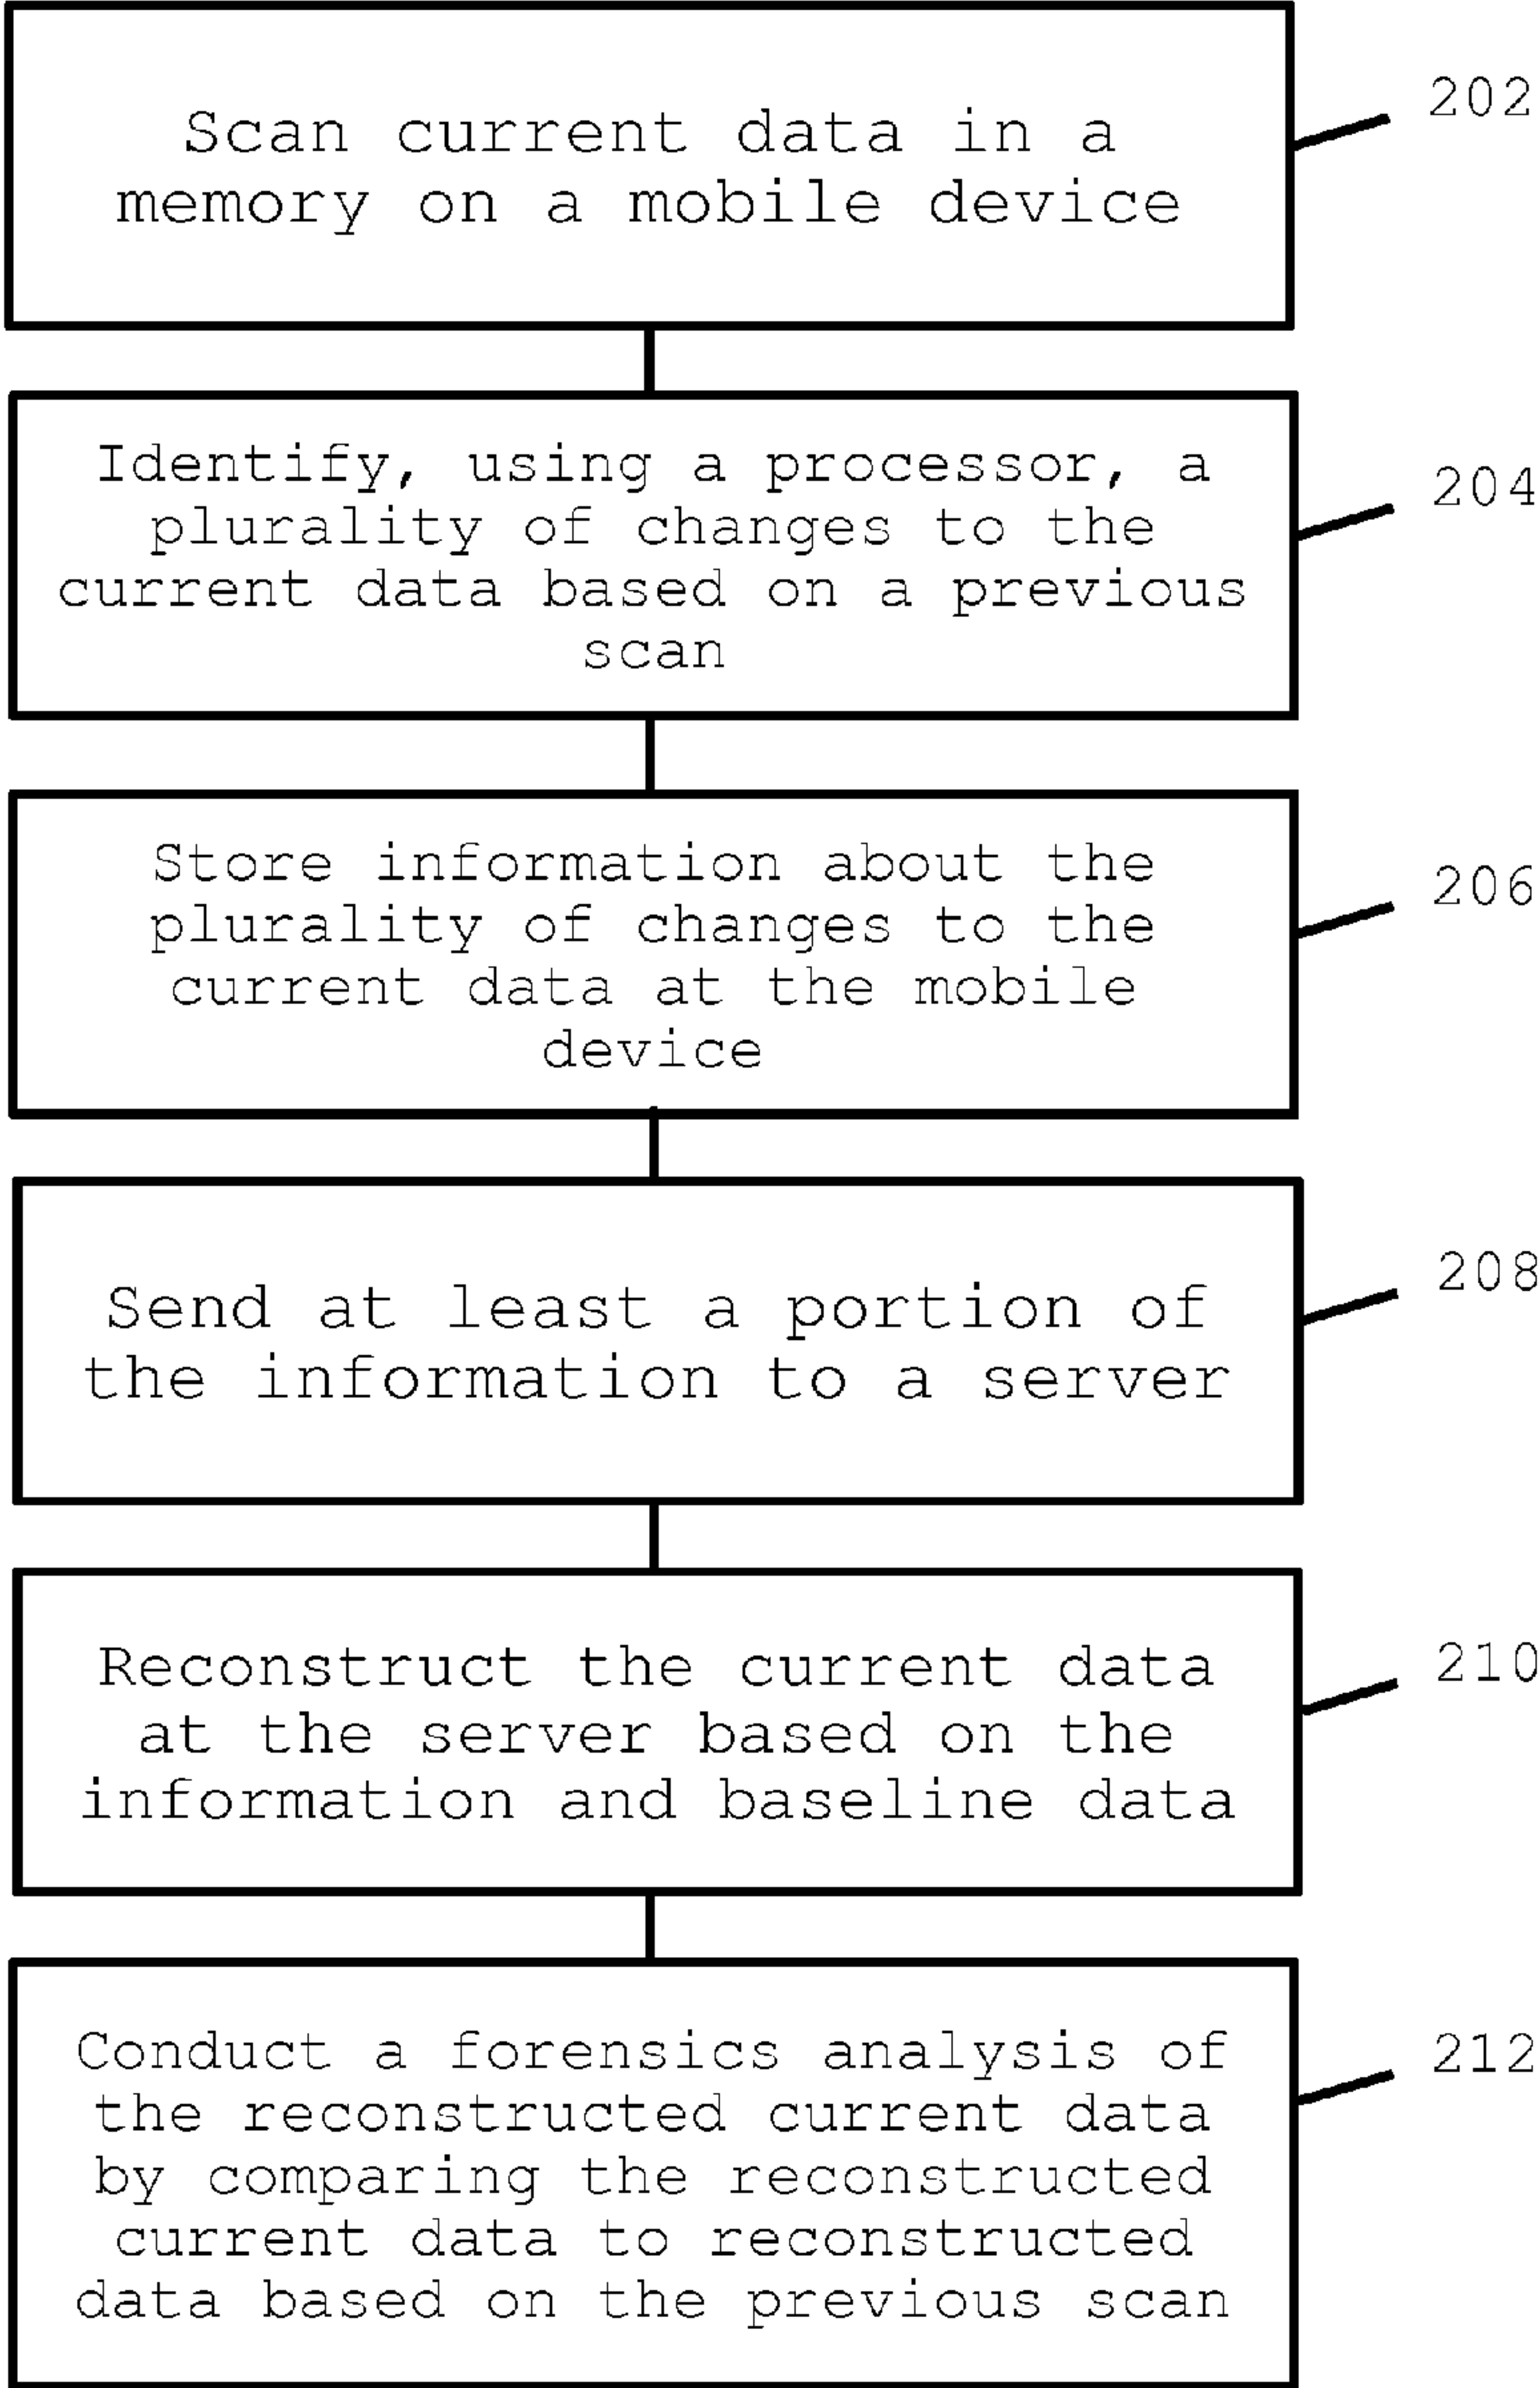 Scan current data in a
memory on a mobile device
202
Identify, using a processor, a
plurality of changes to the
current data based on a previous
scan
204
Store information about the
plurality of changes to the
current data at the mobile
device
206
Send at least a portion of
the information to a server
208
Reconstruct the current data
at the server based on the
information and baseline data
210
Conduct a forensics analysis of
the reconstructed current data
by comparing the reconstructed
current data to reconstructed
data based on the previous scan
212